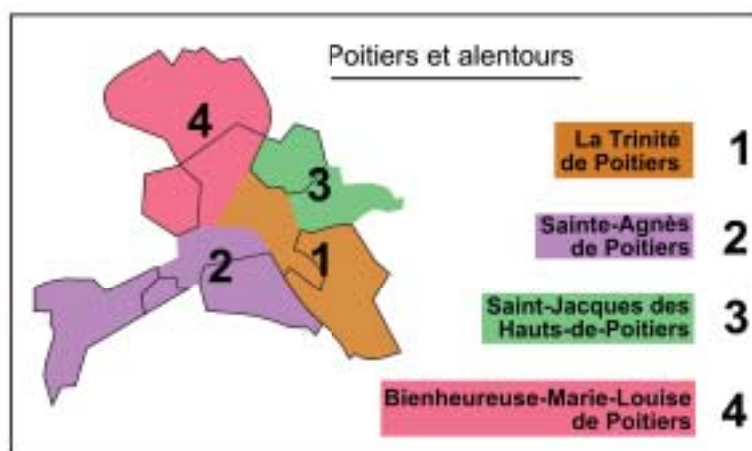 Poitiers et alentours
4
3
2
1
La Trinité
de Poitiers
1
Sainte-Agnès
de Poitiers
2
Saint-Jacques des
Hauts-de-Poitiers
3
Bienheureuse-Marie-Louise
de Poitiers
4